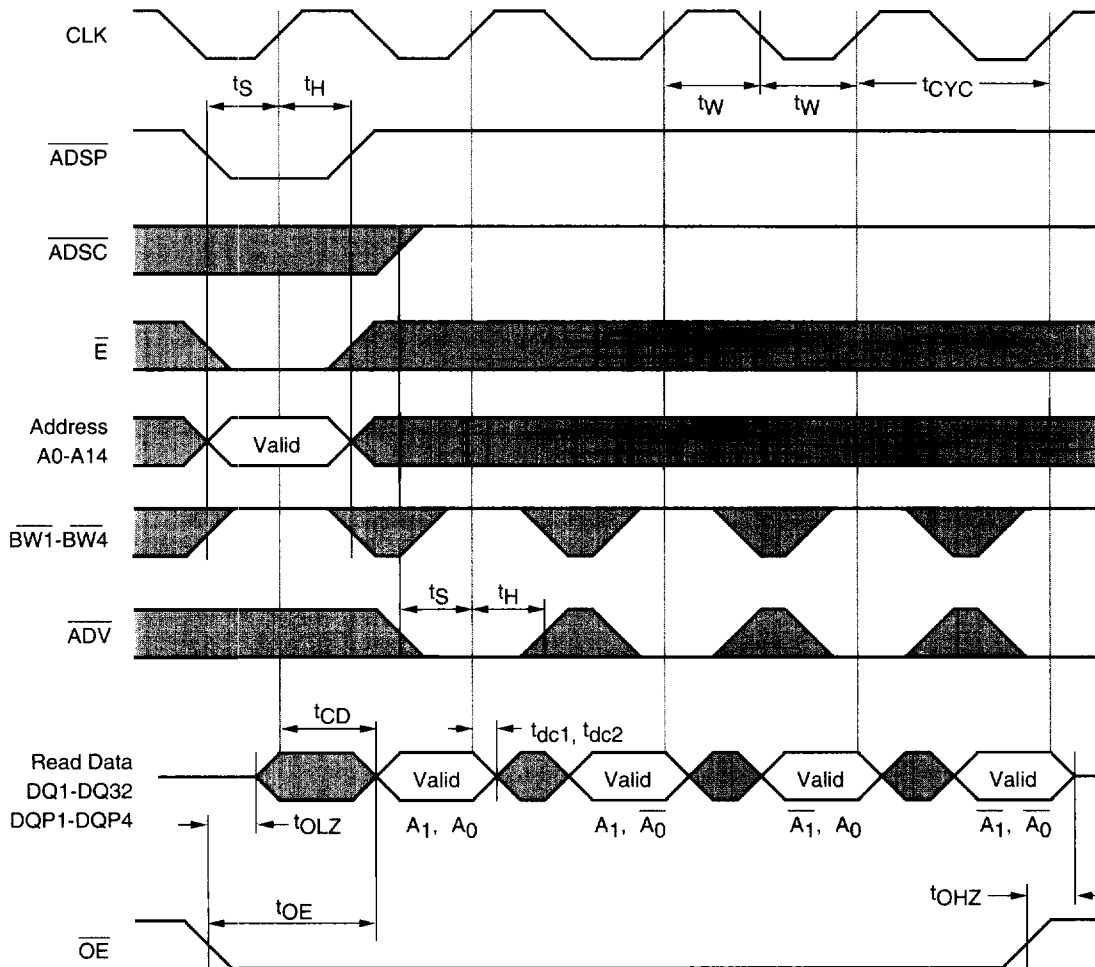 CLK
tS tH tW tW tCYC
ADSP
ADSC
E
Address
A0-A14
Valid
BW1-BW4
tS tH
ADV
tCD tdc1, tdc2
Read Data
DQ1-DQ32
DQP1-DQP4
Valid Valid Valid Valid
tOLZ A1, A0 A1, A0 A1, A0 A1, A0
tOE tOHZ
OE